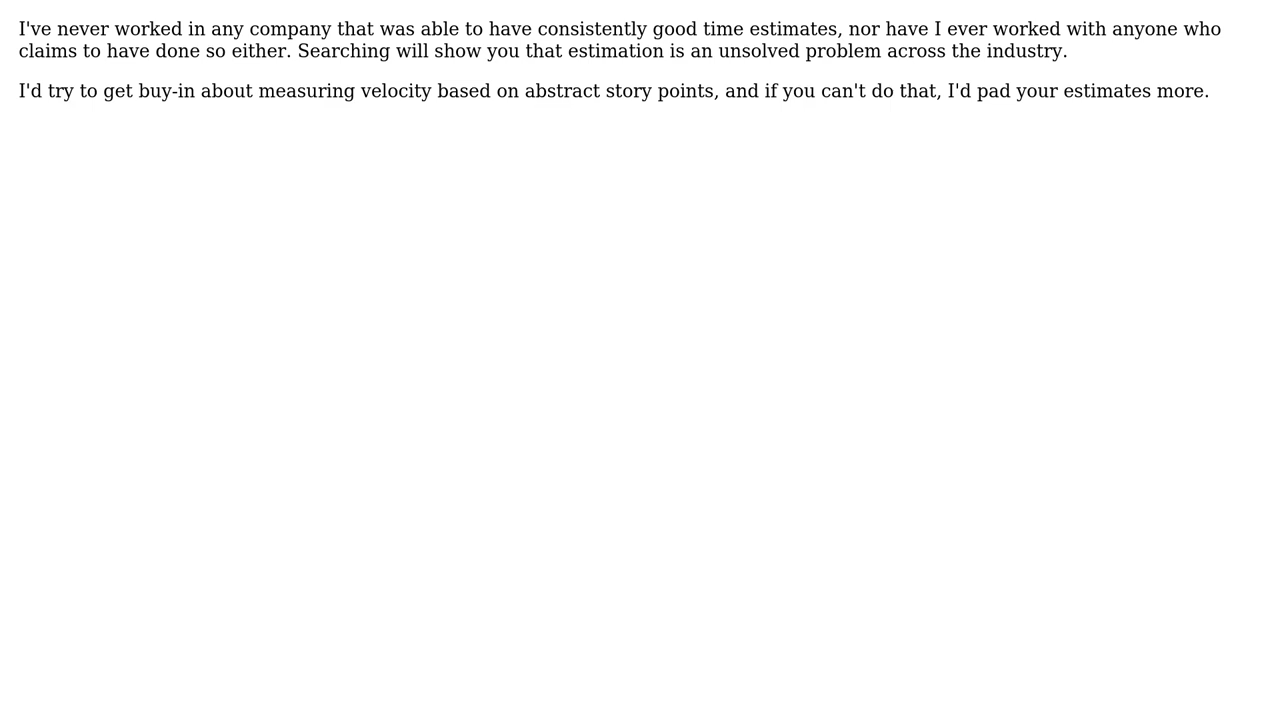 I've never worked in any company that was able to have consistently good time estimates, nor have I ever worked with anyone who
claims to have done so either. Searching will show you that estimation is an unsolved problem across the industry.
I'd try to get buy-in about measuring velocity based on abstract story points, and if you can't do that, I'd pad your estimates more.